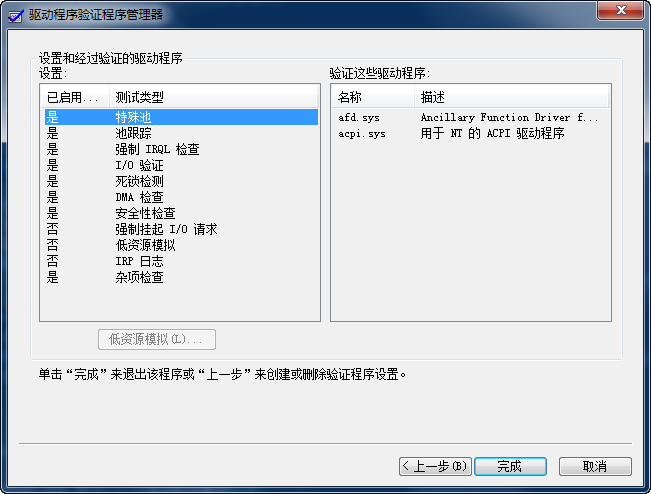 驱动程序验证程序管理器
设置和经过验证的驱动程序
设置:
验证这些驱动程序:
已启用... 测试类型
是 特殊池
是 池跟踪
是 强制 IRQL 检查
是 I/O 验证
是 死锁检测
是 DMA 检查
是 安全性检查
否 强制挂起 I/O 请求
否 低资源模拟
否 IRP 日志
是 杂项检查
名称 描述
afd.sys Ancillary Function Driver f...
acpi.sys 用于 NT 的 ACPI 驱动程序
低资源模拟(L)...
单击“完成”来退出该程序或“上一步”来创建或删除验证程序设置。
< 上一步(B) 完成 取消